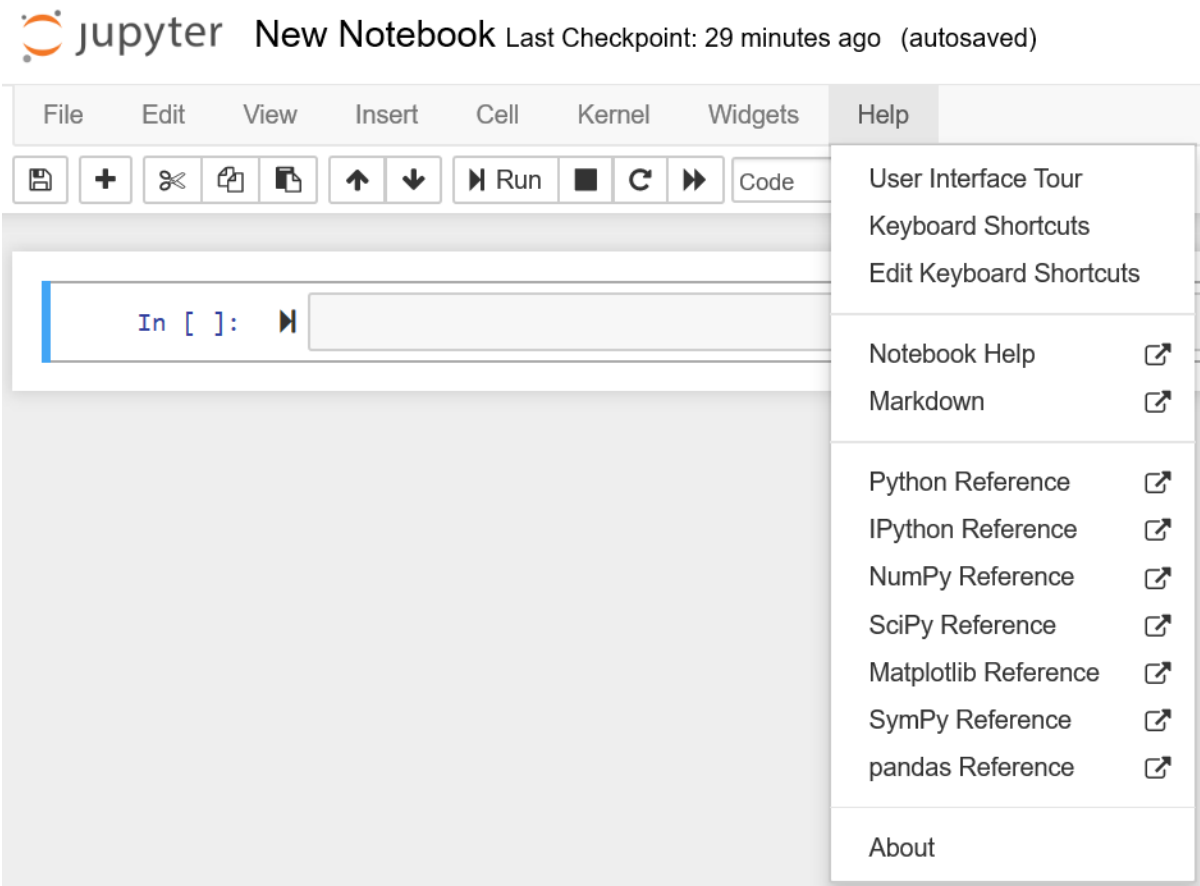 jupyter New Notebook Last Checkpoint: 29 minutes ago (autosaved)
File Edit View Insert Cell Kernel Widgets Help
Run Code
In [ ]:
User Interface Tour
Keyboard Shortcuts
Edit Keyboard Shortcuts
Notebook Help
Markdown
Python Reference
IPython Reference
NumPy Reference
SciPy Reference
Matplotlib Reference
SymPy Reference
pandas Reference
About